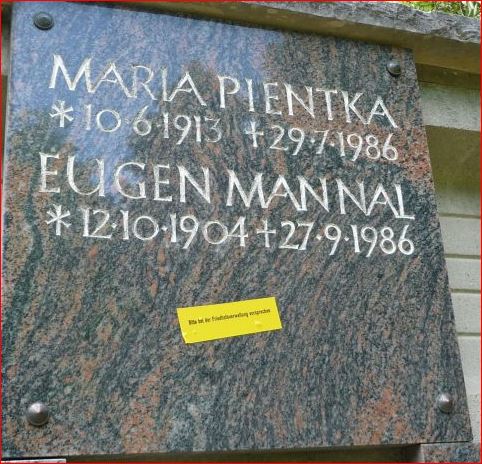 MARIA PIENTKA
* 10·6·1913 +29·7·1986
EUGEN MANNAL
* 12·10·1904 +27·9·1986
Bitte bei der Friedhofsverwaltung vorsprechen